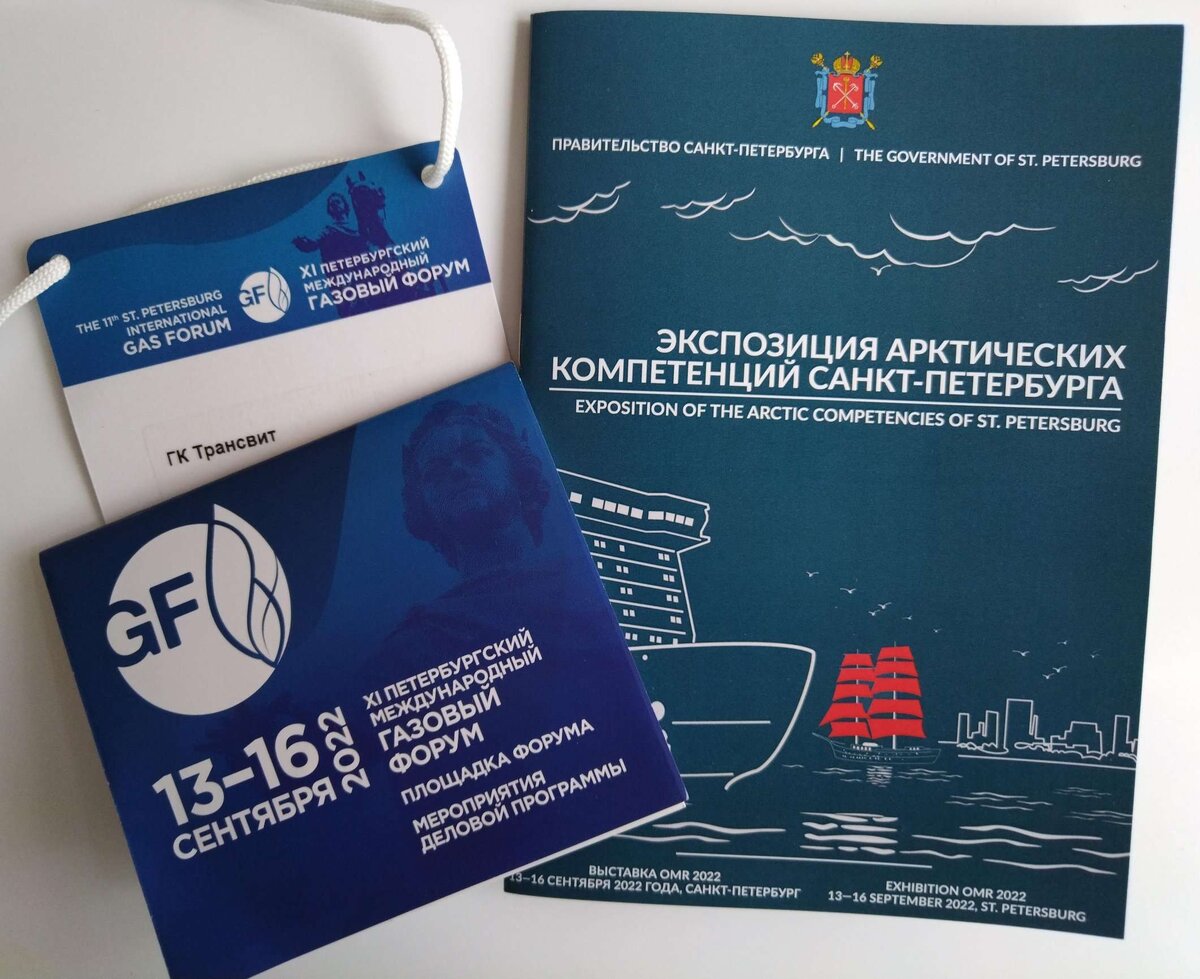 THE 11th ST. PETERSBURG
INTERNATIONAL
GAS FORUM
GF
XI ПЕТЕРБУРГСКИЙ
МЕЖДУНАРОДНЫЙ
ГАЗОВЫЙ ФОРУМ
ГК Трансвит
GF
13–16
СЕНТЯБРЯ
2022
XI ПЕТЕРБУРГСКИЙ
МЕЖДУНАРОДНЫЙ
ГАЗОВЫЙ
ФОРУМ
ПЛОЩАДКА ФОРУМА
МЕРОПРИЯТИЯ
ДЕЛОВОЙ ПРОГРАММЫ
ПРАВИТЕЛЬСТВО САНКТ-ПЕТЕРБУРГА | THE GOVERNMENT OF ST. PETERSBURG
ЭКСПОЗИЦИЯ АРКТИЧЕСКИХ
КОМПЕТЕНЦИЙ САНКТ-ПЕТЕРБУРГА
EXPOSITION OF THE ARCTIC COMPETENCIES OF ST. PETERSBURG
ВЫСТАВКА OMR 2022
13—16 СЕНТЯБРЯ 2022 ГОДА, САНКТ-ПЕТЕРБУРГ
EXHIBITION OMR 2022
13—16 SEPTEMBER 2022, ST. PETERSBURG